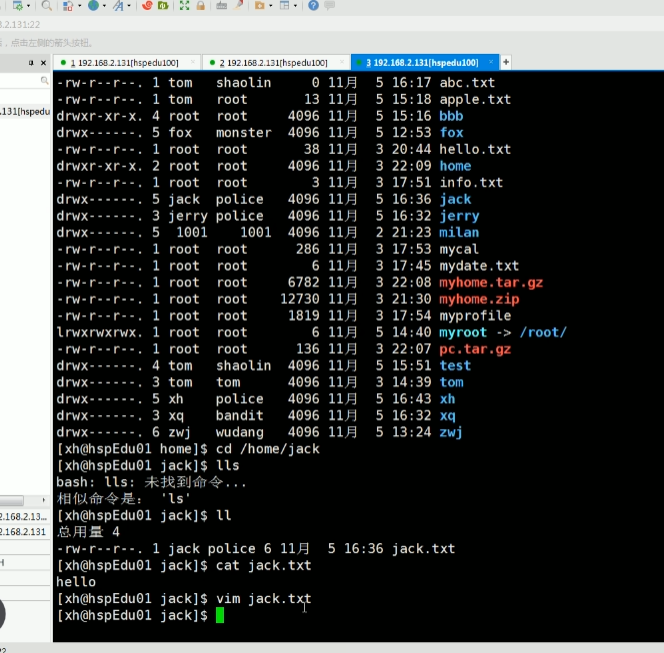 8.2.131:22
，点击左侧的箭头按钮。
1 192.168.2.131[hspedu100]
2 192.168.2.131[hspedu100]
3 192.168.2.131[hspedu100]
.131[hspedu
-rw-r--r--. 1 tom shaolin 0 11月 5 16:17 abc.txt
-rw-r--r--. 1 tom root 13 11月 5 15:18 apple.txt
drwxr-xr-x. 4 root root 4096 11月 5 15:16 bbb
drwx------. 5 fox monster 4096 11月 5 12:53 fox
-rw-r--r--. 1 root root 38 11月 3 20:44 hello.txt
drwxr-xr-x. 2 root root 4096 11月 3 22:09 home
-rw-r--r--. 1 root root 3 11月 3 17:51 info.txt
drwx------. 5 jack police 4096 11月 5 16:36 jack
drwx------. 3 jerry police 4096 11月 5 16:32 jerry
drwx------. 5 1001 1001 4096 11月 2 21:23 milan
-rw-r--r--. 1 root root 286 11月 3 17:53 mycal
-rw-r--r--. 1 root root 6 11月 3 17:45 mydate.txt
-rw-r--r--. 1 root root 6782 11月 3 22:08 myhome.tar.gz
-rw-r--r--. 1 root root 12730 11月 3 21:30 myhome.zip
-rw-r--r--. 1 root root 1819 11月 3 17:54 myprofile
lrwxrwxrwx. 1 root root 6 11月 5 14:40 myroot -> /root/
-rw-r--r--. 1 root root 136 11月 3 22:07 pc.tar.gz
drwx------. 4 tom shaolin 4096 11月 5 15:51 test
drwx------. 3 tom tom 4096 11月 3 14:39 tom
drwx------. 5 xh police 4096 11月 5 16:43 xh
drwx------. 3 xq bandit 4096 11月 5 16:32 xq
drwx------. 6 zwj wudang 4096 11月 5 13:24 zwj
[xh@hspEdu01 home]$ cd /home/jack
[xh@hspEdu01 jack]$ lls
bash: lls: 未找到命令...
相似命令是： 'ls'
[xh@hspEdu01 jack]$ ll
总用量 4
-rw-r--r--. 1 jack police 6 11月 5 16:36 jack.txt
[xh@hspEdu01 jack]$ cat jack.txt
hello
[xh@hspEdu01 jack]$ vim jack.txt
[xh@hspEdu01 jack]$
2.168.2.13...
2.168.2.131